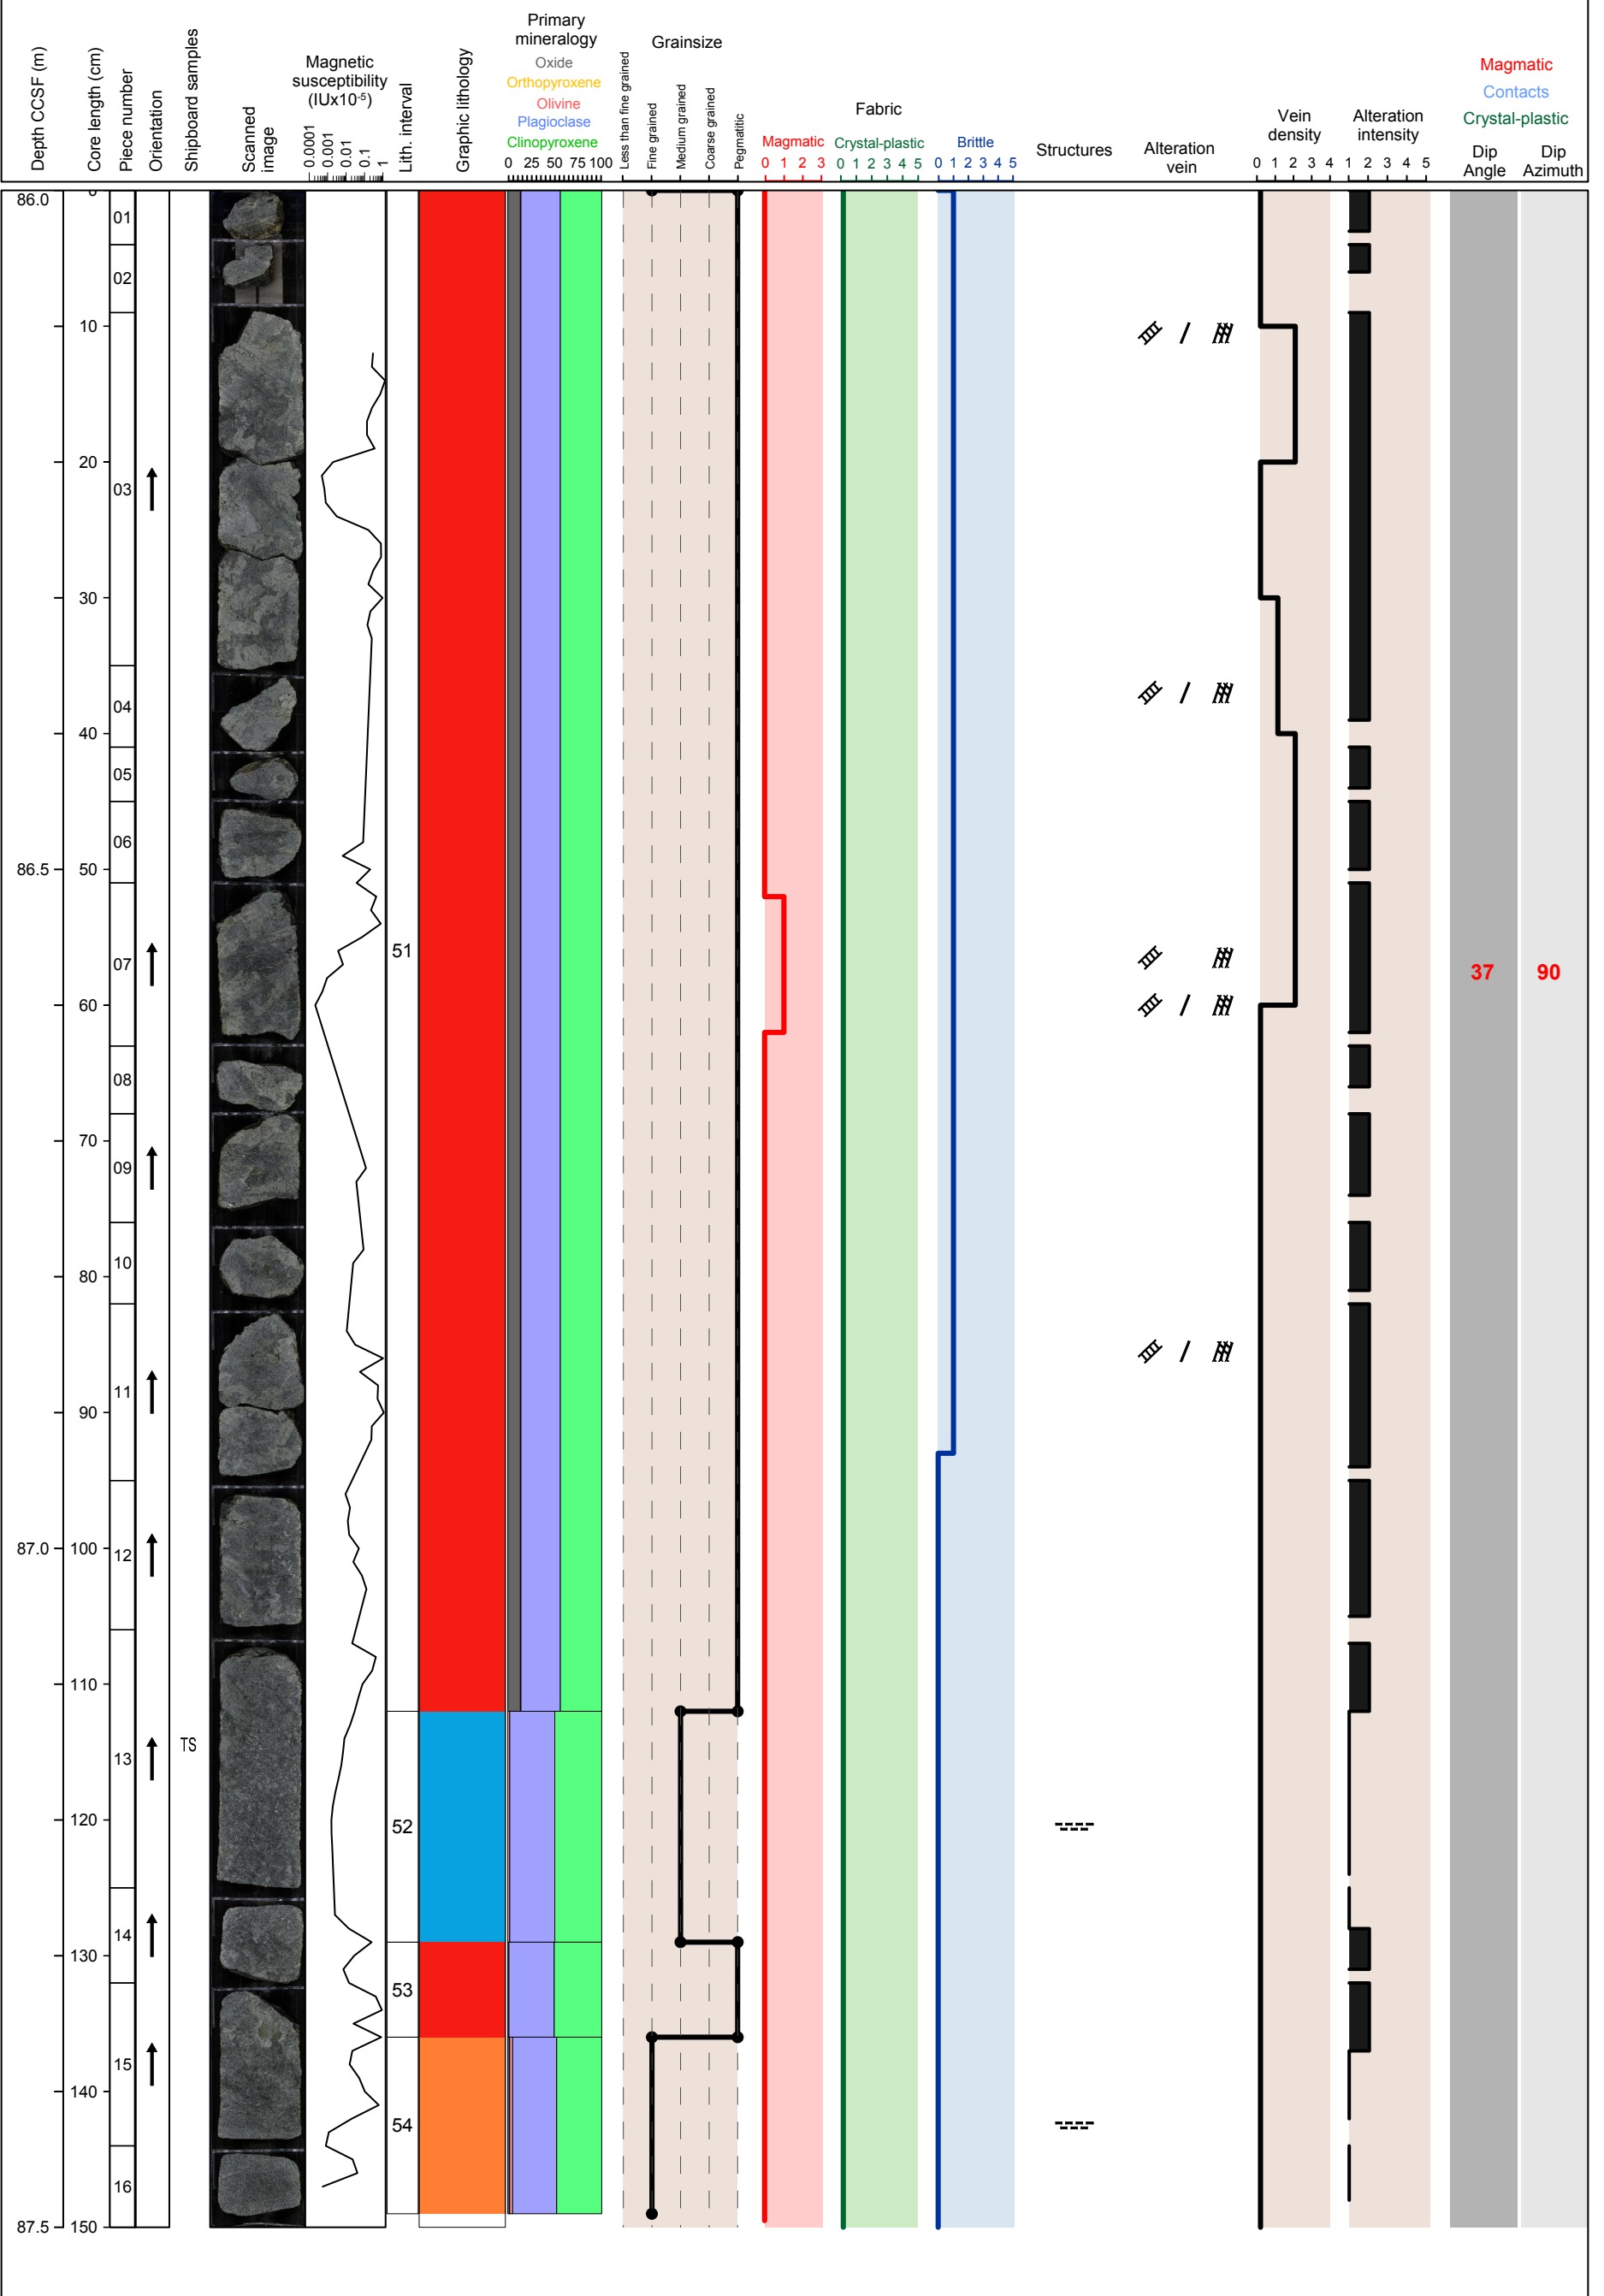 Depth CCSF (m)
Core length (cm)
Piece number
Orientation
Shipboard samples
Scanned
image
Magnetic
susceptibility
(IUx10-5)
0.0001
0.001
0.01
0.1
1
Lith. interval
Graphic lithology
Primary
mineralogy
Oxide
Orthopyroxene
Olivine
Plagioclase
Clinopyroxene
0 25 50 75 100
Grainsize
Less than fine grained
Fine grained
Medium grained
Coarse grained
Pegmatitic
Fabric
Magmatic
0 1 2 3
Crystal-plastic
0 1 2 3 4 5
Brittle
0 1 2 3 4 5
Structures
Alteration
vein
Vein
density
0 1 2 3 4
Alteration
intensity
1 2 3 4 5
Magmatic
Contacts
Crystal-plastic
Dip
Angle
Dip
Azimuth
86.0
86.5
87.0
87.5
0
10
20
30
40
50
60
70
80
90
100
110
120
130
140
150
01
02
03
04
05
06
07
08
09
10
11
12
13
14
15
16
TS
51
52
53
54
37 90